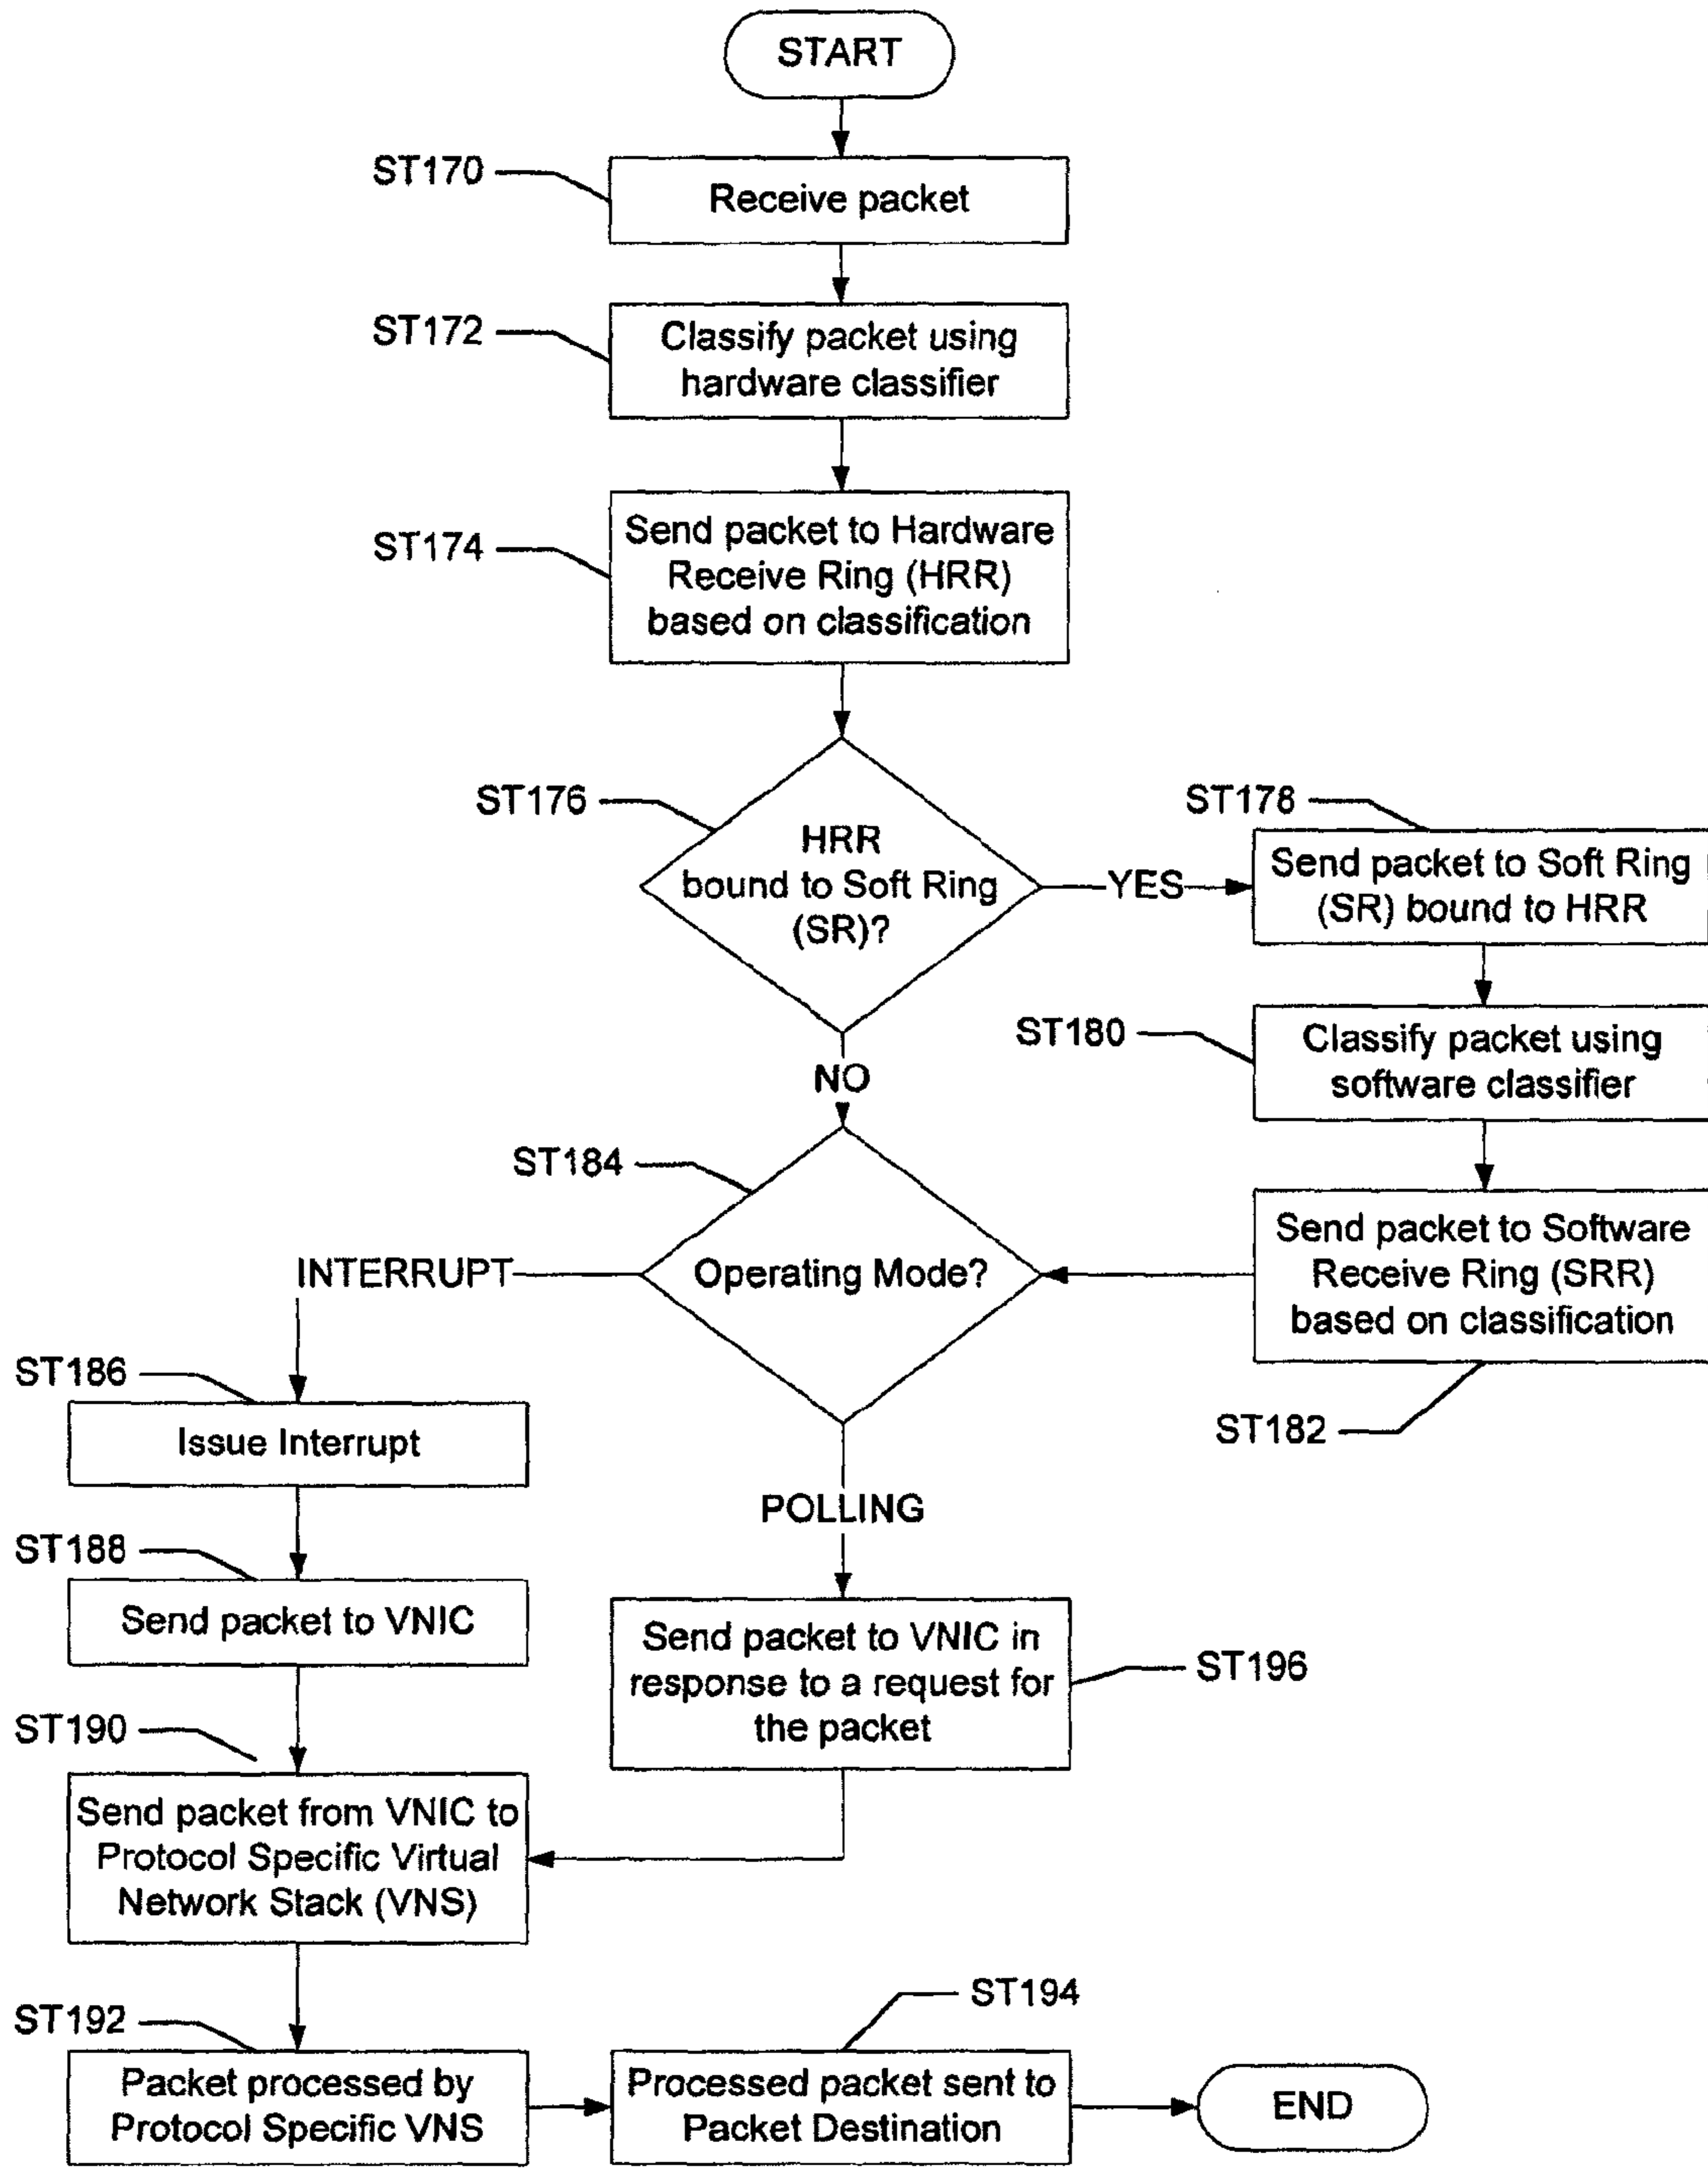 START
ST170
Receive packet
ST172
Classify packet using
hardware classifier
ST174
Send packet to Hardware
Receive Ring (HRR)
based on classification
ST176
HRR
bound to Soft Ring
(SR)?
YES
ST178
Send packet to Soft Ring
(SR) bound to HRR
ST180
Classify packet using
software classifier
NO
ST184
Operating Mode?
Send packet to Software
Receive Ring (SRR)
based on classification
ST182
INTERRUPT
ST186
Issue Interrupt
POLLING
ST188
Send packet to VNIC
Send packet to VNIC in
response to a request for
the packet
ST196
ST190
Send packet from VNIC to
Protocol Specific Virtual
Network Stack (VNS)
ST192
Packet processed by
Protocol Specific VNS
ST194
Processed packet sent to
Packet Destination
END